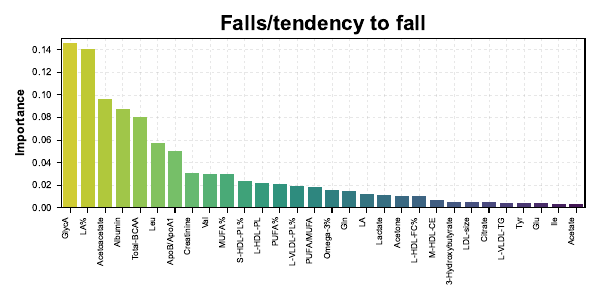 Falls/tendency to fall
Importance
0.14
0.12
0.10
0.08
0.06
0.04
0.02
0.00
GlycA
LA%
Acetoacetate
Albumin
Total-BCAA
Leu
ApoB/ApoA1
Creatinine
Val
MUFA%
S-HDL-PL%
L-HDL-PL
PUFA%
L-VLDL-PL%
PUFA/MUFA
Omega-3%
Gln
LA
Lactate
Acetone
L-HDL-FC%
M-HDL-CE
3-Hydroxybutyrate
LDL-size
Citrate
L-VLDL-TG
Tyr
Glu
Ile
Acetate